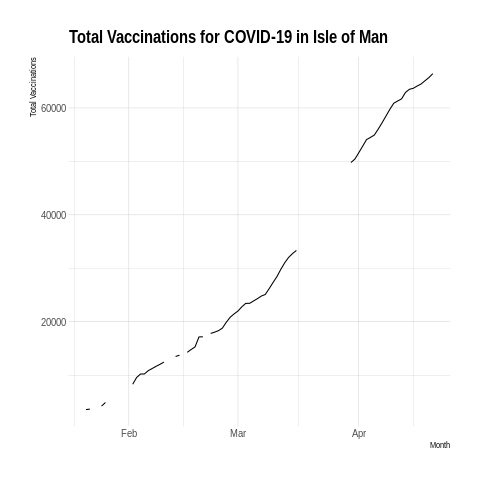 Total Vaccinations for COVID-19 in Isle of Man
Total Vaccinations
60000
40000
20000
Feb Mar Apr
Month